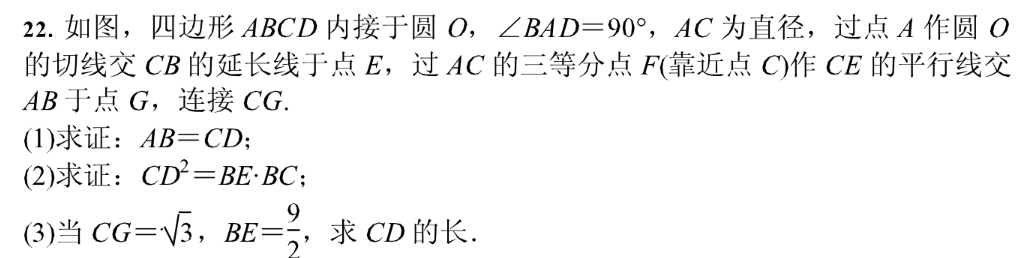 22. 如图，四边形 ABCD 内接于圆 O，∠BAD=90°，AC 为直径，过点 A 作圆 O
的切线交 CB 的延长线于点 E，过 AC 的三等分点 F(靠近点 C)作 CE 的平行线交
AB 于点 G，连接 CG.
(1)求证：AB=CD；
(2)求证：CD²=BE·BC；
(3)当 CG=√3，BE=9/2，求 CD 的长.